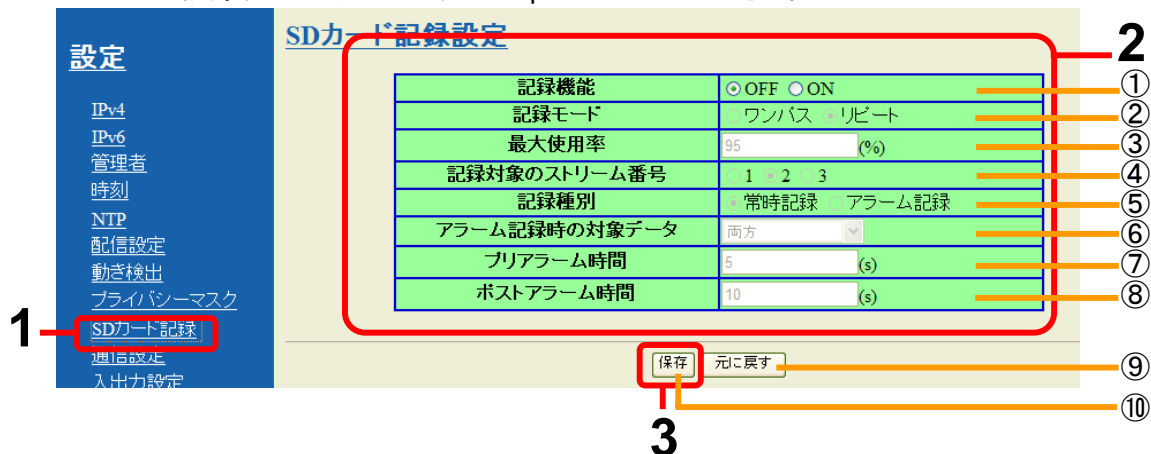 設定
IPv4
IPv6
管理者
時刻
NTP
配信設定
動き検出
プライバシーマスク
SDカード記録
通信設定
入出力設定
1
SDカード記録設定
2
記録機能 OFF ON ①
記録モード ワンパス リピート ②
最大使用率 95 (%) ③
記録対象のストリーム番号 1 2 3 ④
記録種別 常時記録 アラーム記録 ⑤
アラーム記録時の対象データ 両方 ⑥
プリアラーム時間 5 (s) ⑦
ポストアラーム時間 10 (s) ⑧
保存 元に戻す ⑨
⑩
3